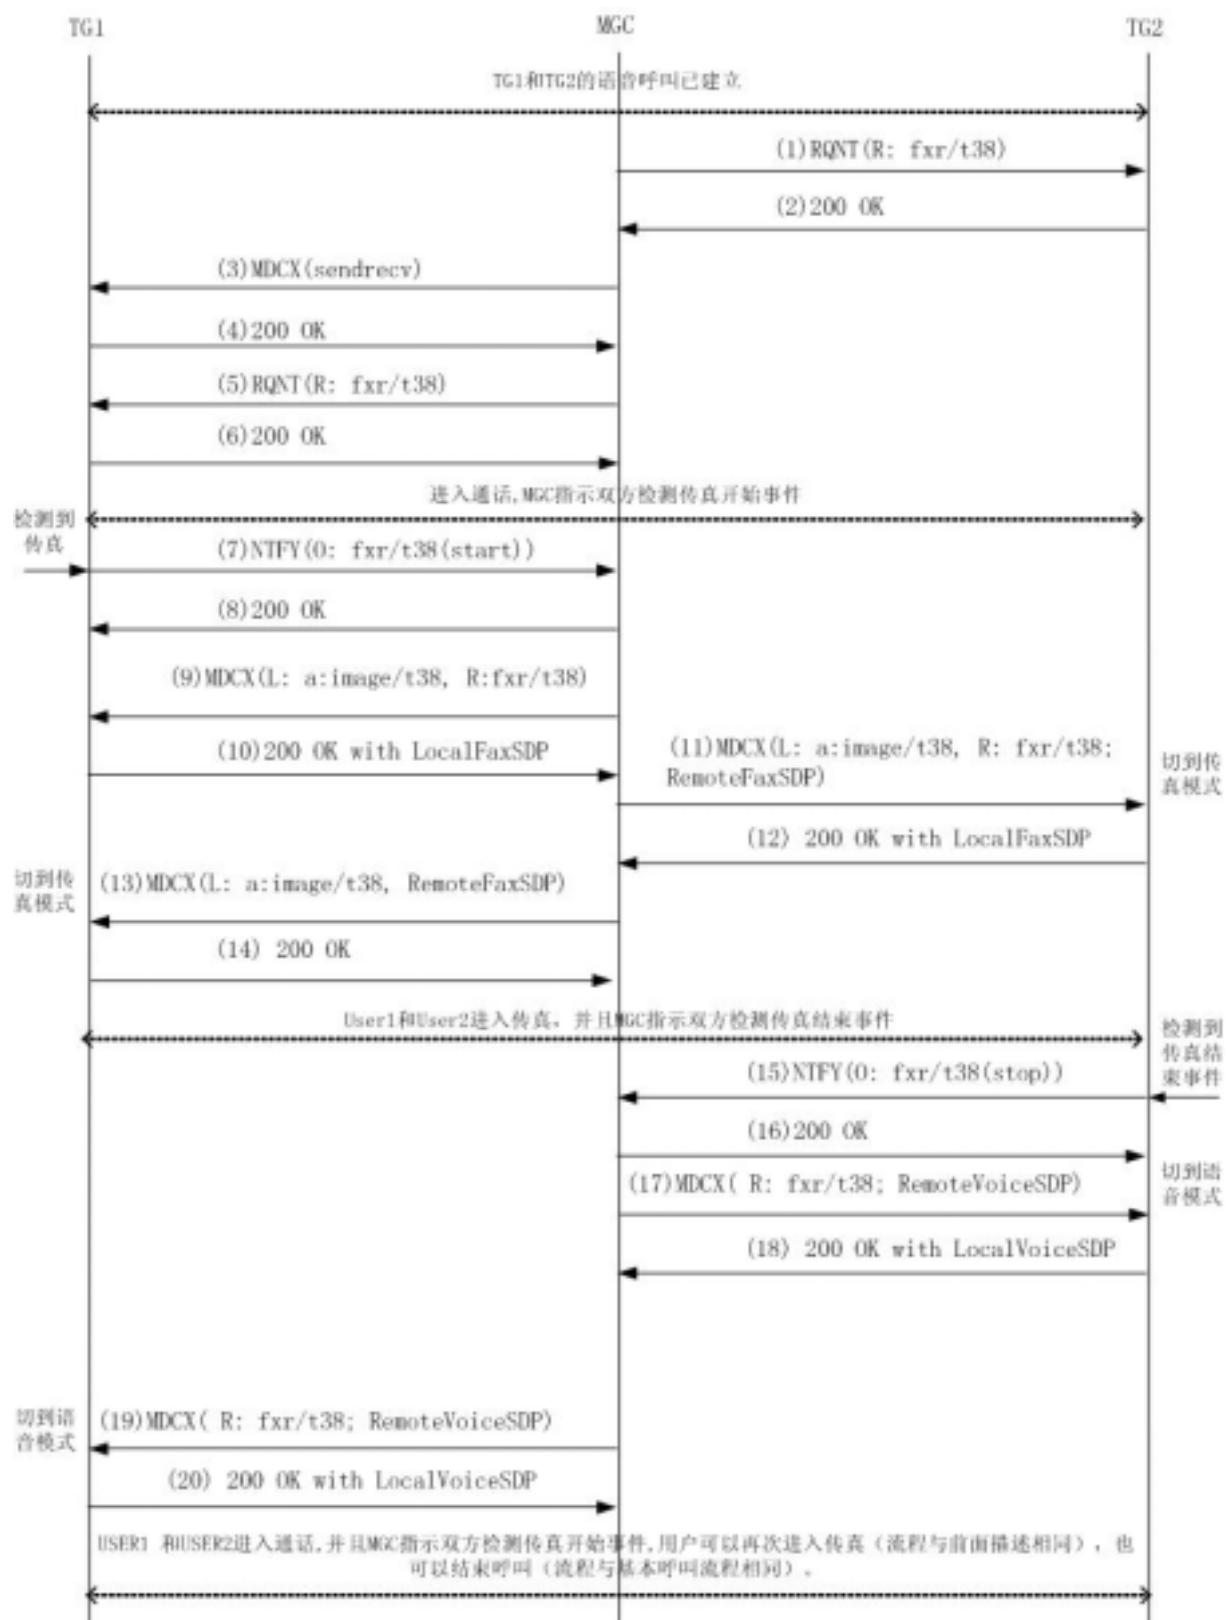 TG1
MGC
TG2
TG1和TG2的语音呼叫已建立
(1)RQNT(R: fxr/t38)
(2)200 OK
(3)MDCX(sendrecv)
(4)200 OK
(5)RQNT(R: fxr/t38)
(6)200 OK
进入通话,MGC指示双方检测传真开始事件
检测到
传真
(7)NTFY(O: fxr/t38(start))
(8)200 OK
(9)MDCX(L: a:image/t38, R:fxr/t38)
(10)200 OK with LocalFaxSDP
(11)MDCX(L: a:image/t38, R: fxr/t38;
RemoteFaxSDP)
切到传
真模式
(12) 200 OK with LocalFaxSDP
切到传
真模式
(13)MDCX(L: a:image/t38, RemoteFaxSDP)
(14) 200 OK
User1和User2进入传真，并且MGC指示双方检测传真结束事件
检测到
传真结
束事件
(15)NTFY(O: fxr/t38(stop))
(16)200 OK
(17)MDCX( R: fxr/t38; RemoteVoiceSDP)
切到语
音模式
(18) 200 OK with LocalVoiceSDP
切到语
音模式
(19)MDCX( R: fxr/t38; RemoteVoiceSDP)
(20) 200 OK with LocalVoiceSDP
USER1 和USER2进入通话,并且MGC指示双方检测传真开始事件,用户可以再次进入传真（流程与前面描述相同），也
可以结束呼叫（流程与基本呼叫流程相同）。